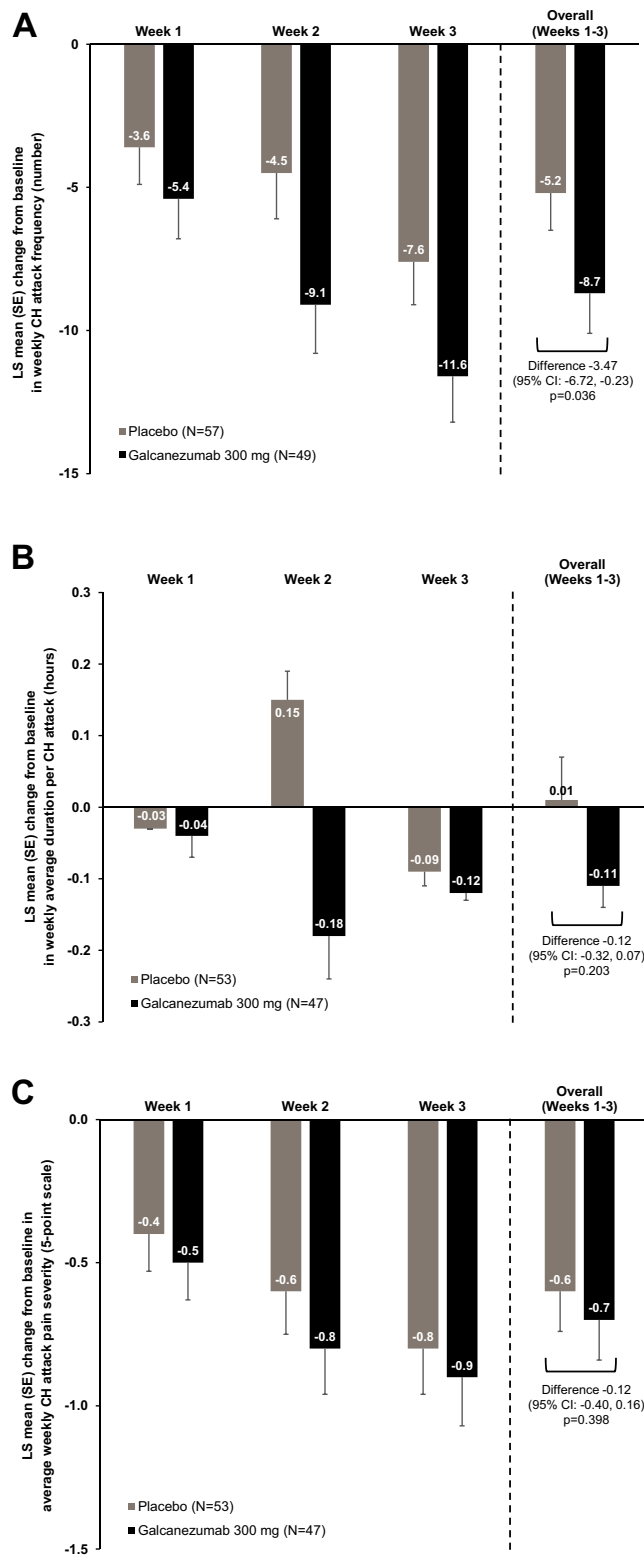 A
Week 1
Week 2
Week 3
Overall
(Weeks 1-3)
LS mean (SE) change from baseline
in weekly CH attack frequency (number)
0
-5
-10
-15
-3.6
-5.4
-4.5
-9.1
-7.6
-11.6
-5.2
-8.7
Difference -3.47
(95% CI: -6.72, -0.23)
p=0.036
Placebo (N=57)
Galcanezumab 300 mg (N=49)
B
Week 1
Week 2
Week 3
Overall
(Weeks 1-3)
LS mean (SE) change from baseline
in weekly average duration per CH attack (hours)
0.3
0.2
0.1
0.0
-0.1
-0.2
-0.3
-0.03
-0.04
0.15
-0.18
-0.09
-0.12
0.01
-0.11
Difference -0.12
(95% CI: -0.32, 0.07)
p=0.203
Placebo (N=53)
Galcanezumab 300 mg (N=47)
C
Week 1
Week 2
Week 3
Overall
(Weeks 1-3)
LS mean (SE) change from baseline in
average weekly CH attack pain severity (5-point scale)
0.0
-0.5
-1.0
-1.5
-0.4
-0.5
-0.6
-0.8
-0.8
-0.9
-0.6
-0.7
Difference -0.12
(95% CI: -0.40, 0.16)
p=0.398
Placebo (N=53)
Galcanezumab 300 mg (N=47)